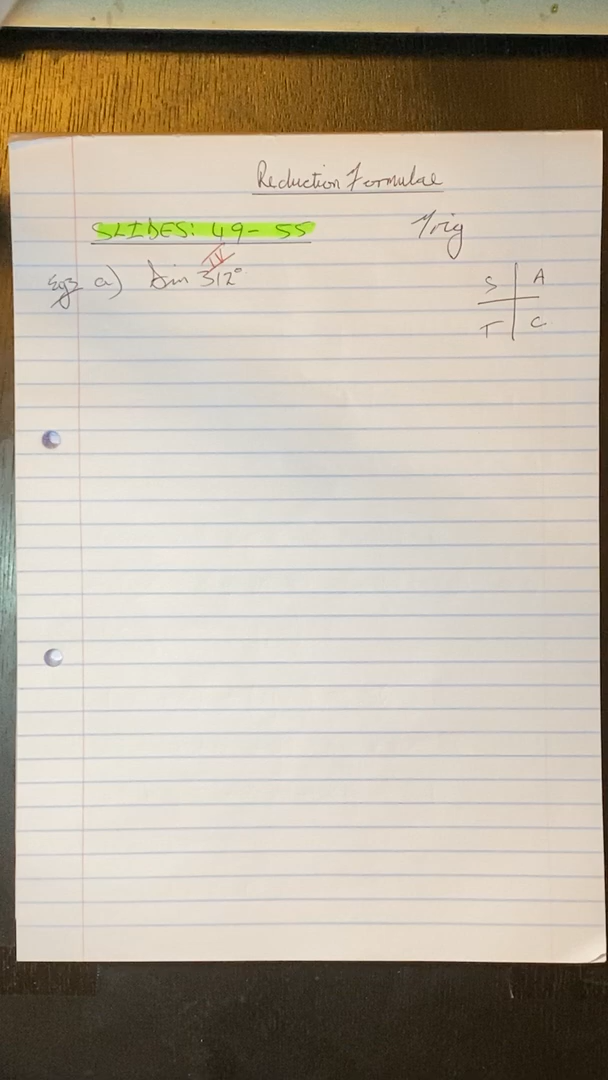 Reduction Formulae
SLIDES: 49 - 55
Trig
IV
Eg3 a) Sin 312°
S A
T C